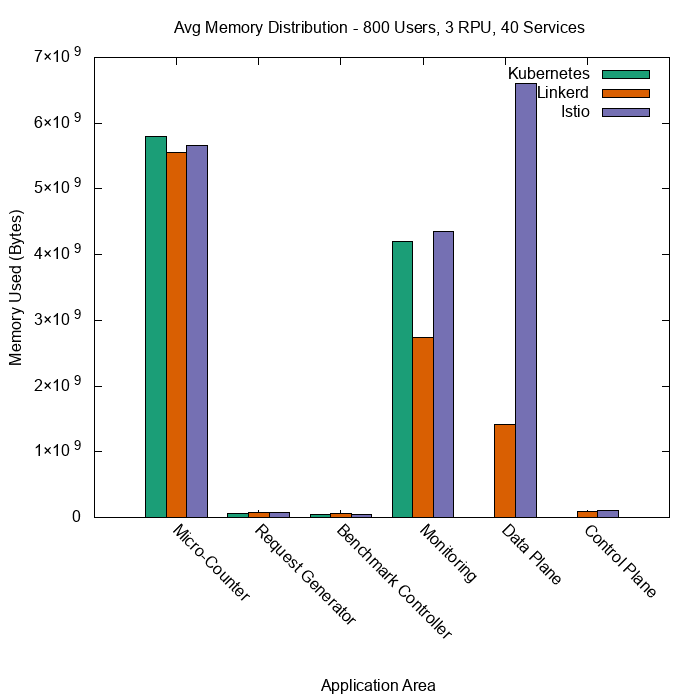 Avg Memory Distribution - 800 Users, 3 RPU, 40 Services
Kubernetes
Linkerd
Istio
7×10^9
6×10^9
5×10^9
4×10^9
3×10^9
2×10^9
1×10^9
0
Memory Used (Bytes)
Micro-Counter
Request Generator
Benchmark Controller
Monitoring
Data Plane
Control Plane
Application Area